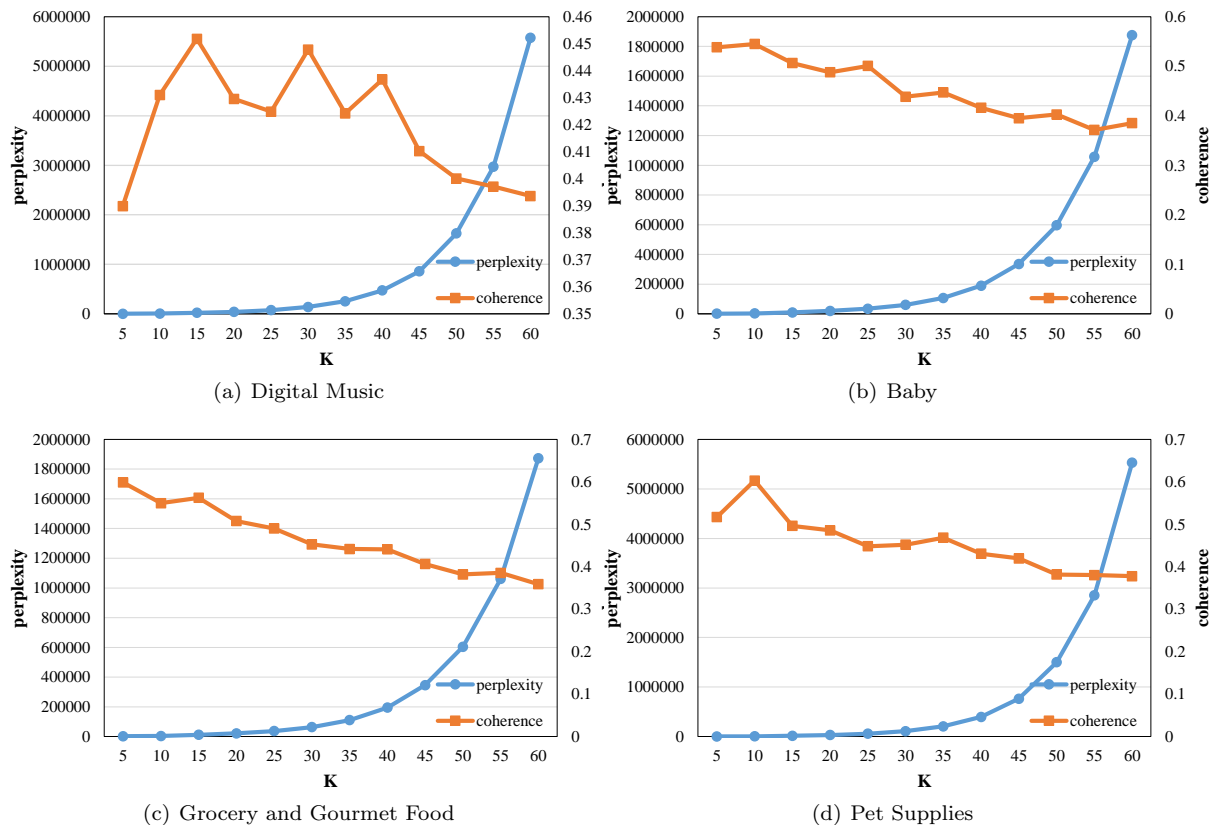 6000000
5000000
4000000
3000000
2000000
1000000
0
perplexity
0.46
0.45
0.44
0.43
0.42
0.41
0.4
0.39
0.38
0.37
0.36
0.35
perplexity
coherence
5 10 15 20 25 30 35 40 45 50 55 60
K
(a) Digital Music
2000000
1800000
1600000
1400000
1200000
1000000
800000
600000
400000
200000
0
perplexity
0.6
0.5
0.4
0.3
0.2
0.1
0
coherence
perplexity
coherence
5 10 15 20 25 30 35 40 45 50 55 60
K
(b) Baby
2000000
1800000
1600000
1400000
1200000
1000000
800000
600000
400000
200000
0
perplexity
0.7
0.6
0.5
0.4
0.3
0.2
0.1
0
perplexity
coherence
5 10 15 20 25 30 35 40 45 50 55 60
K
(c) Grocery and Gourmet Food
6000000
5000000
4000000
3000000
2000000
1000000
0
perplexity
0.7
0.6
0.5
0.4
0.3
0.2
0.1
0
coherence
perplexity
coherence
5 10 15 20 25 30 35 40 45 50 55 60
K
(d) Pet Supplies